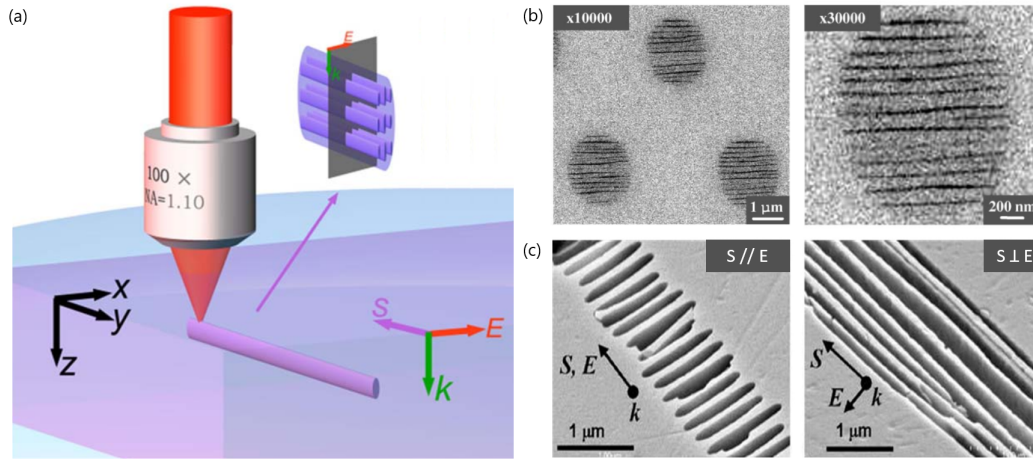 (a)
E
k
100 ×
NA=1.10
x
y
z
S
E
k
(b)
x10000
1 μm
x30000
200 nm
(c)
S // E
S, E
k
1 μm
S ⊥ E
S
E
k
1 μm